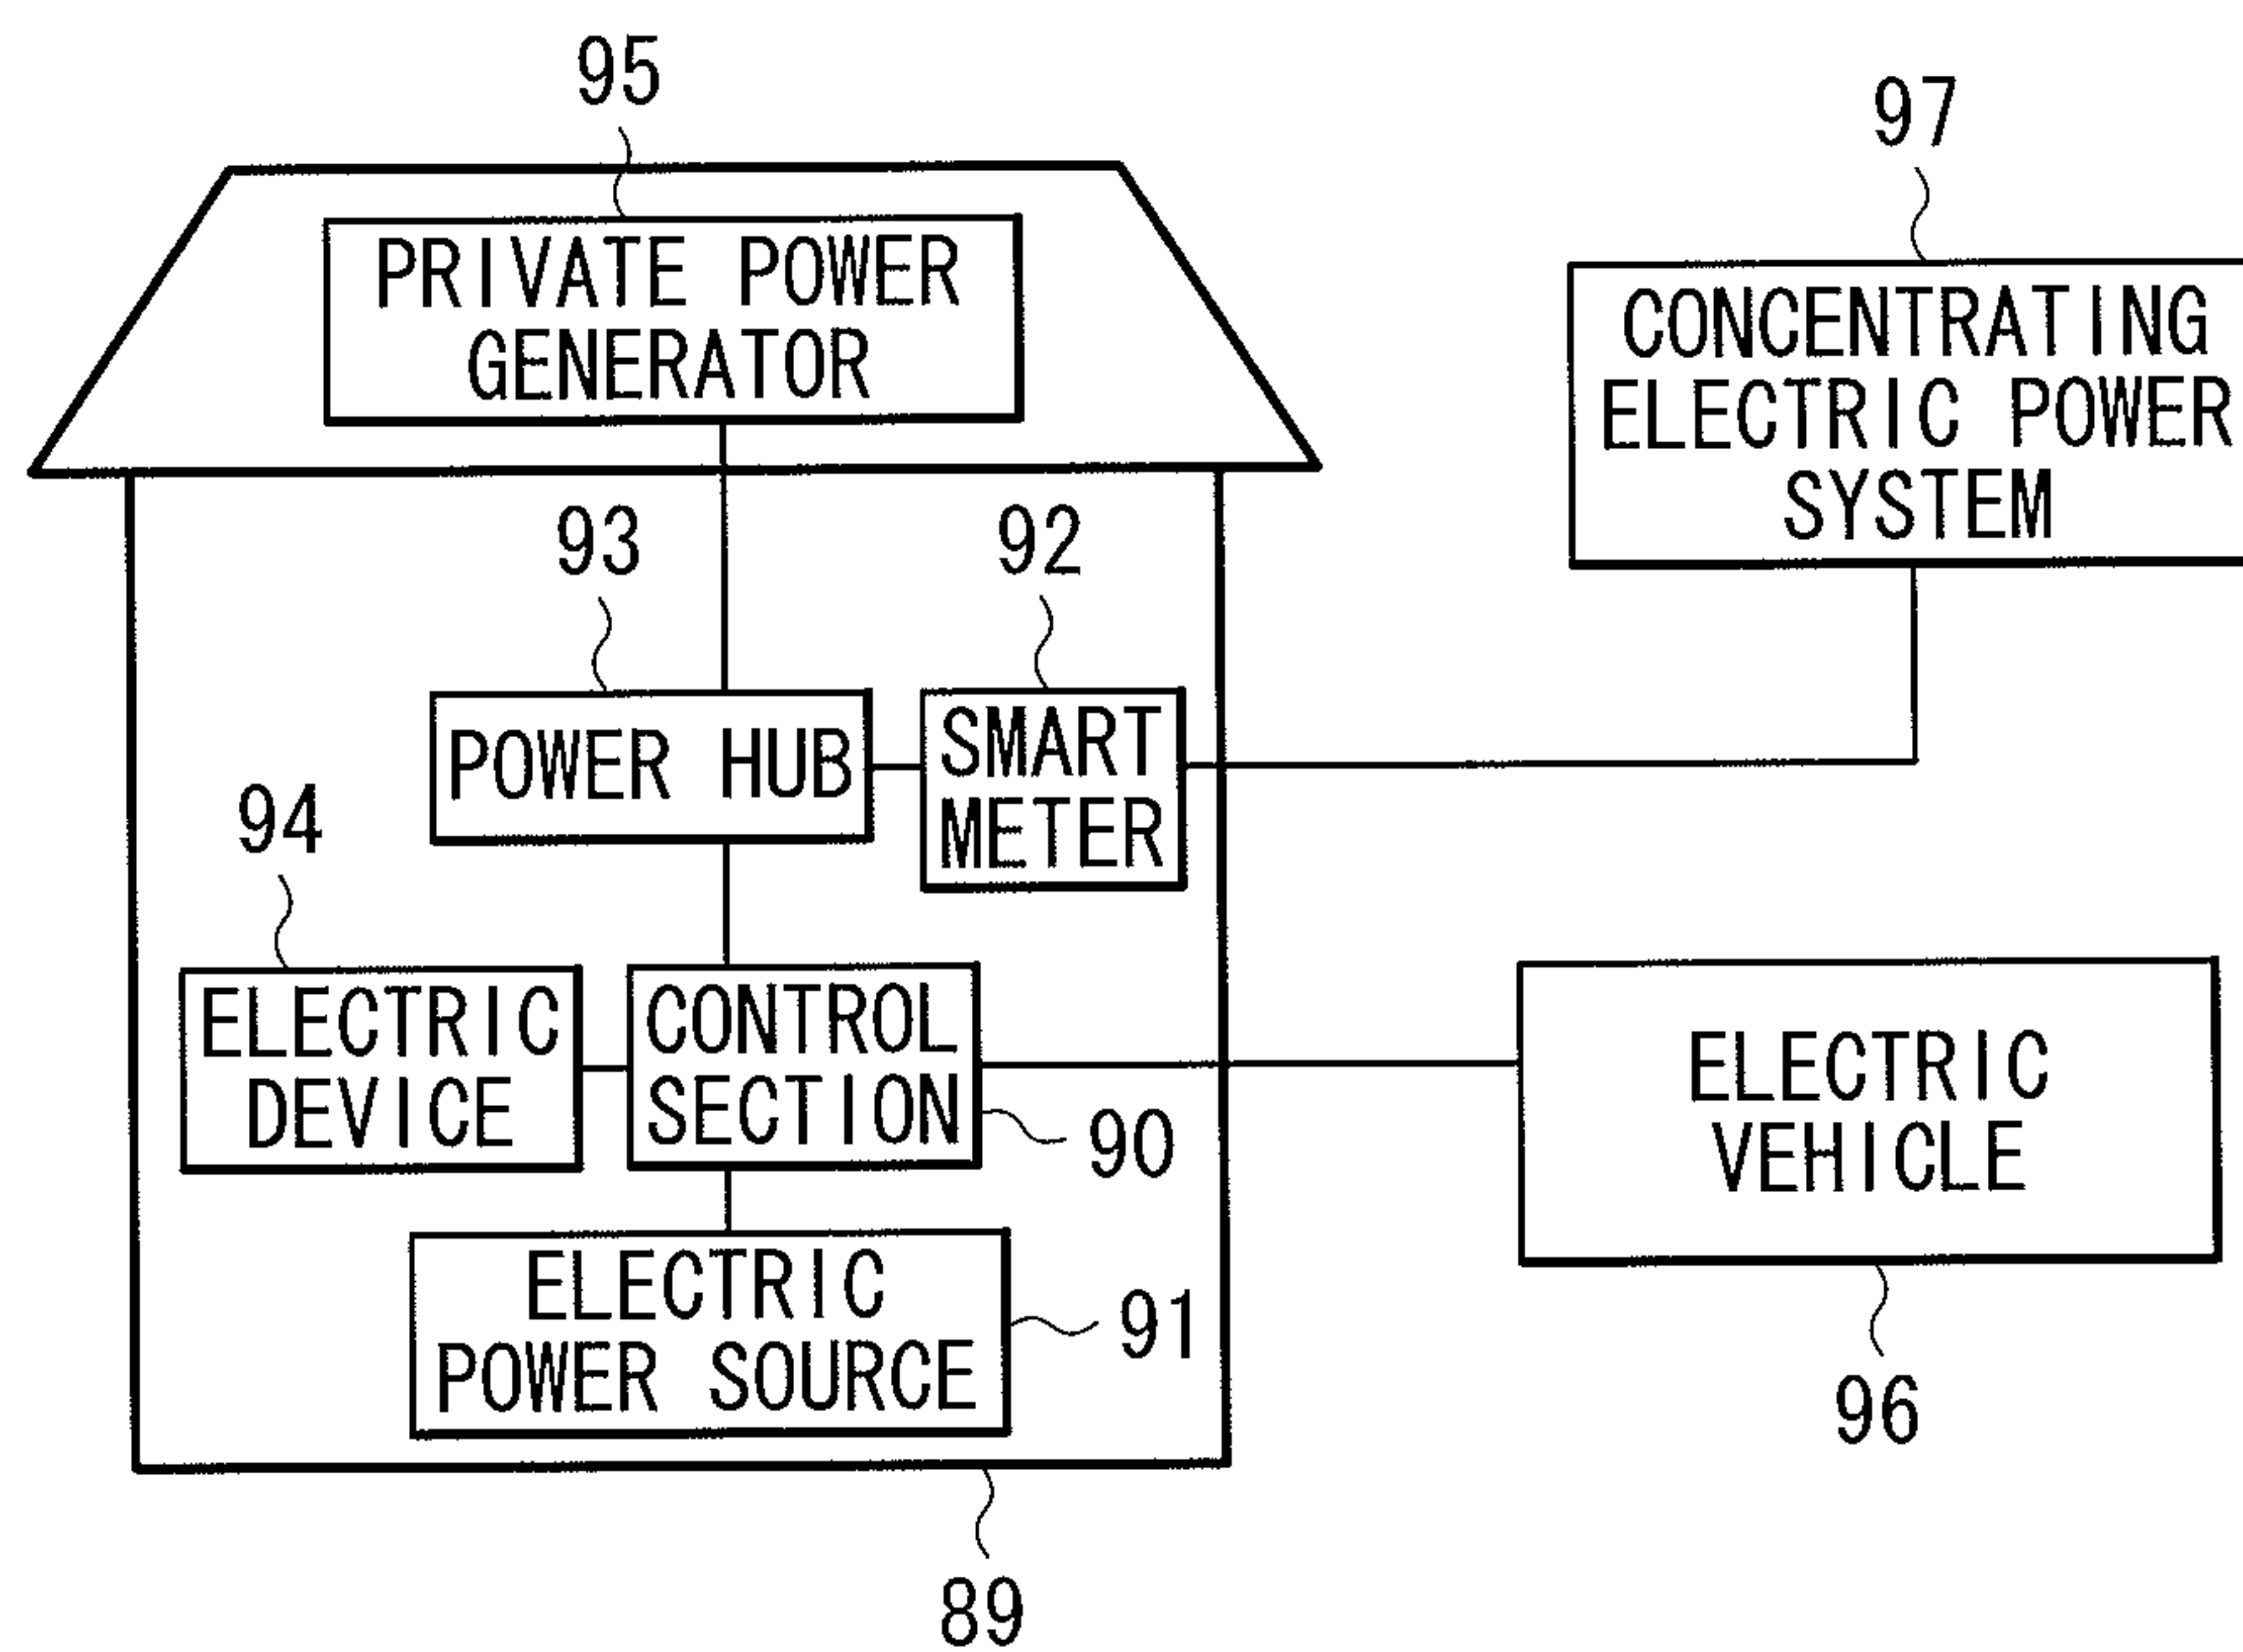 95
97
PRIVATE POWER
GENERATOR
CONCENTRATING
ELECTRIC POWER
SYSTEM
93
92
POWER HUB
SMART
METER
94
ELECTRIC
DEVICE
CONTROL
SECTION
90
ELECTRIC
VEHICLE
ELECTRIC
POWER SOURCE
91
96
89